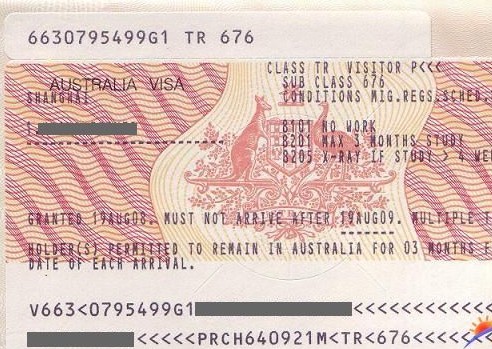 6630795499G1 TR 676
CLASS TR VISITOR P<<<
AUSTRALIA VISA
SUB CLASS 676
SHANGHAI
CONDITIONS MIG.REGS.SCHED.
8101 NO WORK
8201 MAX 3 MONTHS STUDY
8205 X-RAY IF STUDY > 4 WE
GRANTED 19AUG08. MUST NOT ARRIVE AFTER 19AUG09. MULTIPLE T
HOLDER(S) PERMITTED TO REMAIN IN AUSTRALIA FOR 03 MONTHS F
DATE OF EACH ARRIVAL.
V663<0795499G1 <<<<<<<<<<
<<<<<PRCH640921M<TR<676<<<<